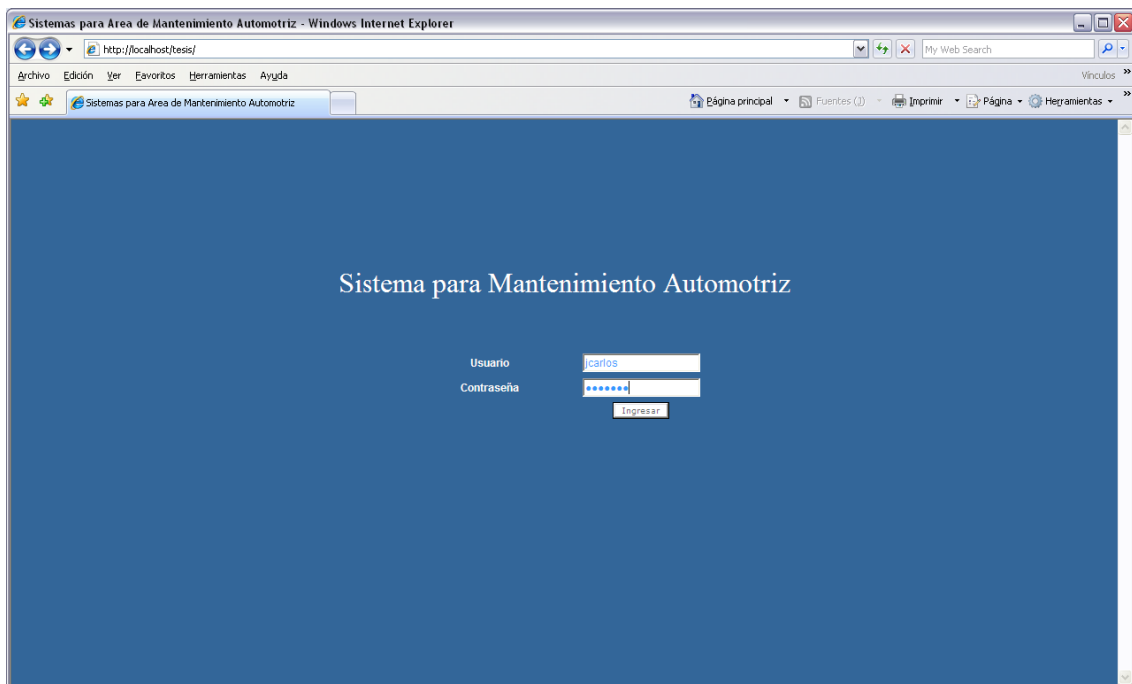 Sistemas para Area de Mantenimiento Automotriz - Windows Internet Explorer
http://localhost/tesis/
My Web Search
Archivo Edición Ver Favoritos Herramientas Ayuda
Vínculos »
Sistemas para Area de Mantenimiento Automotriz
Página principal Fuentes (J) Imprimir Página Herramientas »
Sistema para Mantenimiento Automotriz
Usuario jcarlos
Contraseña •••••••
Ingresar